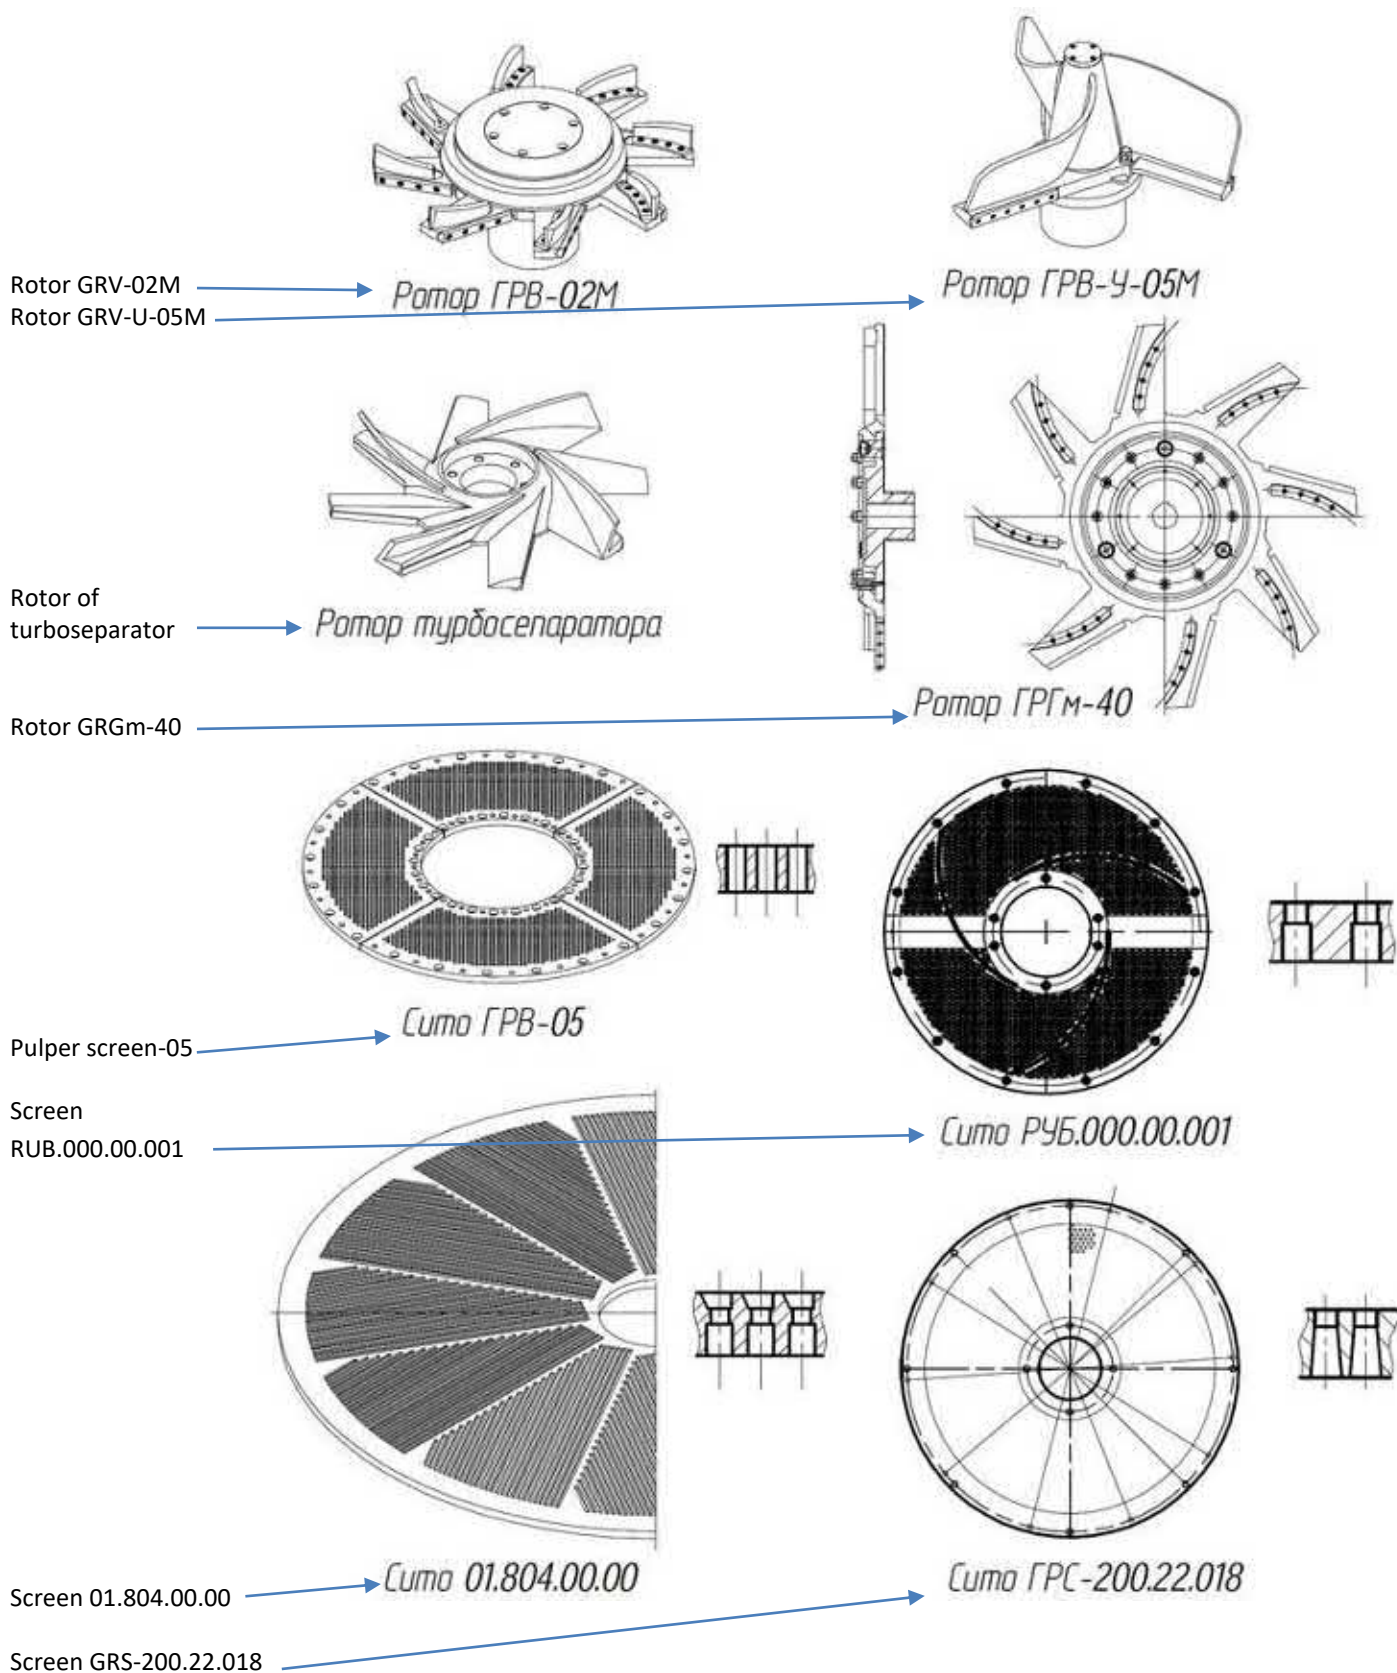 Rotor GRV-02M
Ротор ГРВ-02М
Ротор ГРВ-У-05М
Rotor GRV-U-05M
Rotor of
turboseparator
Ротор турбосепаратора
Ротор ГРГм-40
Rotor GRGm-40
Сито ГРВ-05
Pulper screen-05
Screen
RUB.000.00.001
Сито РУБ.000.00.001
Сито 01.804.00.00
Сито ГРС-200.22.018
Screen 01.804.00.00
Screen GRS-200.22.018